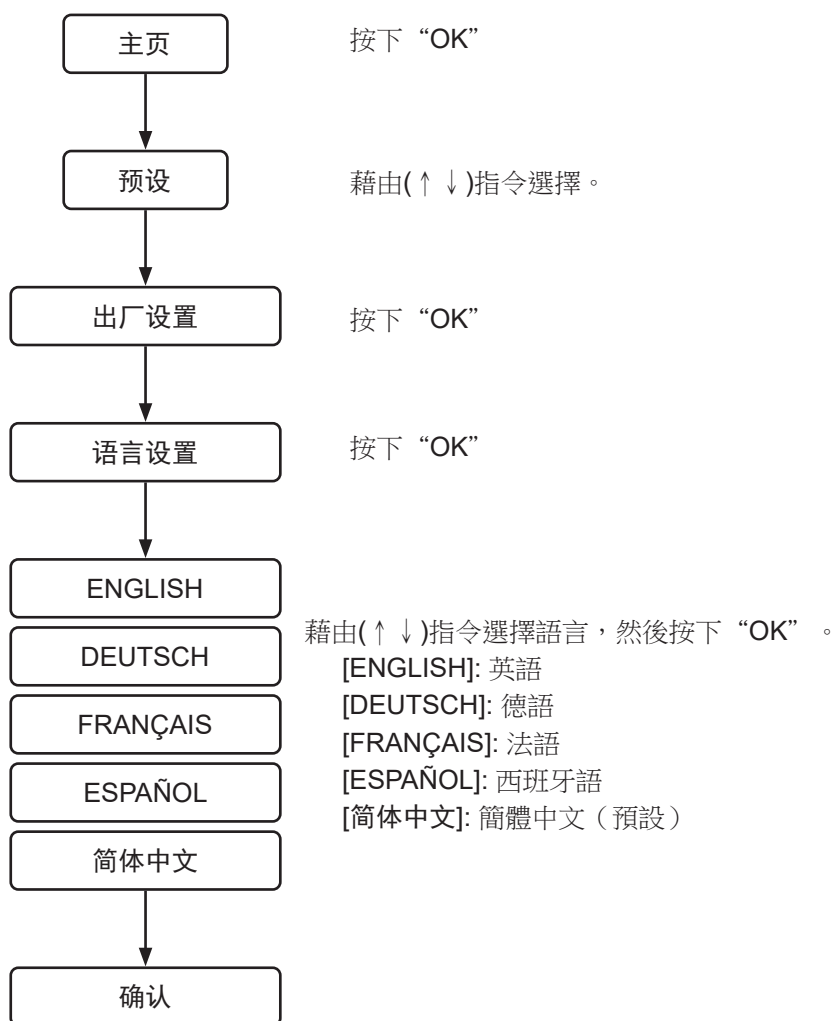 主页
按下“OK”
预设
藉由(↑↓)指令選擇。
出厂设置
按下“OK”
语言设置
按下“OK”
ENGLISH
DEUTSCH
FRANÇAIS
ESPAÑOL
简体中文
藉由(↑↓)指令選擇語言，然後按下“OK”。
[ENGLISH]: 英語
[DEUTSCH]: 德語
[FRANÇAIS]: 法語
[ESPAÑOL]: 西班牙語
[简体中文]: 簡體中文（預設）
确认